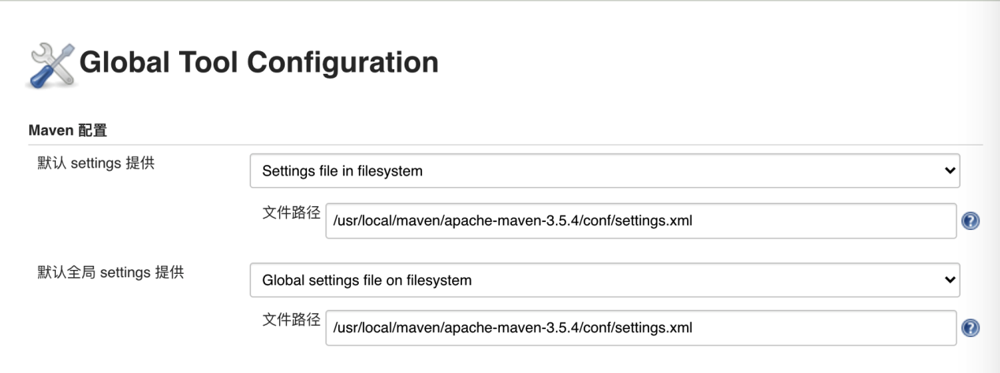 Global Tool Configuration
Maven 配置
默认 settings 提供
Settings file in filesystem
文件路径
/usr/local/maven/apache-maven-3.5.4/conf/settings.xml
?
默认全局 settings 提供
Global settings file on filesystem
文件路径
/usr/local/maven/apache-maven-3.5.4/conf/settings.xml
?